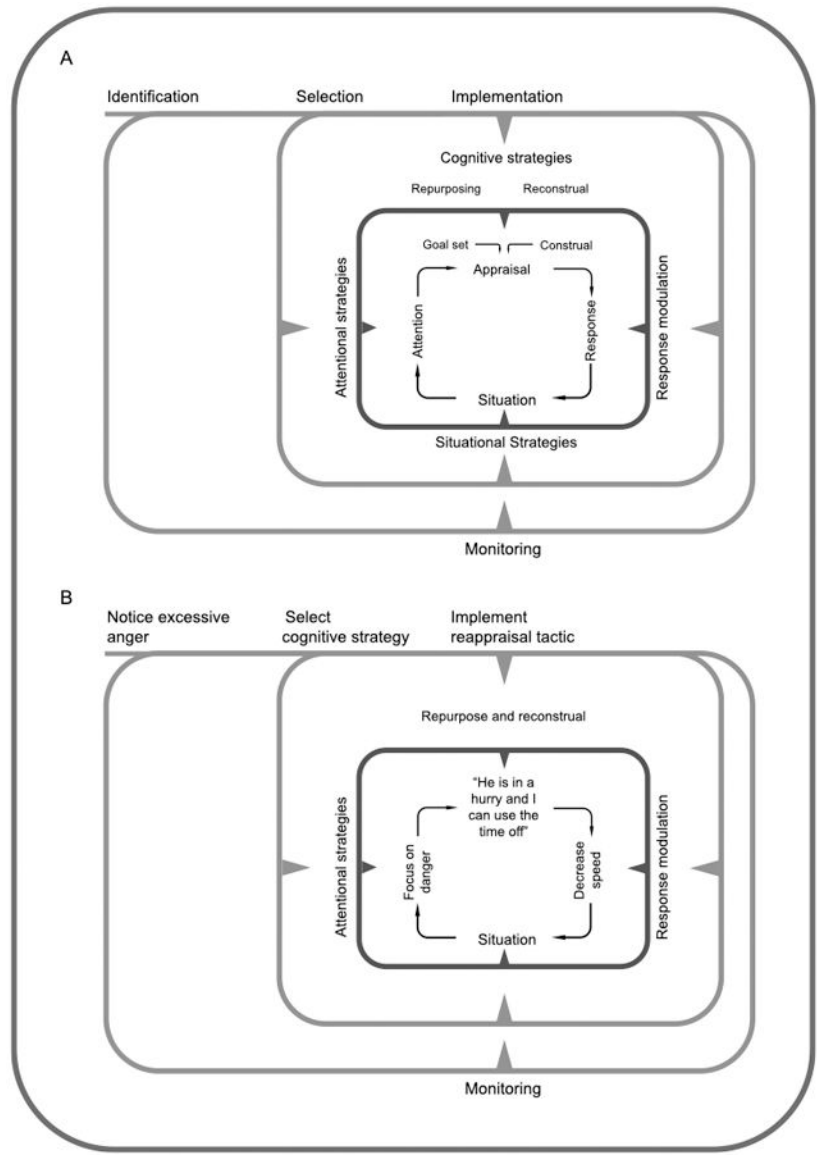 A
Identification
Selection
Implementation
Cognitive strategies
Repurposing
Reconstrual
Goal set
Construal
Appraisal
Attentional strategies
Attention
Response
Response modulation
Situation
Situational Strategies
Monitoring
B
Notice excessive
anger
Select
cognitive strategy
Implement
reappraisal tactic
Repurpose and reconstrual
"He is in a
hurry and I
can use the
time off"
Attentional strategies
Focus on
danger
Decrease
speed
Response modulation
Situation
Monitoring